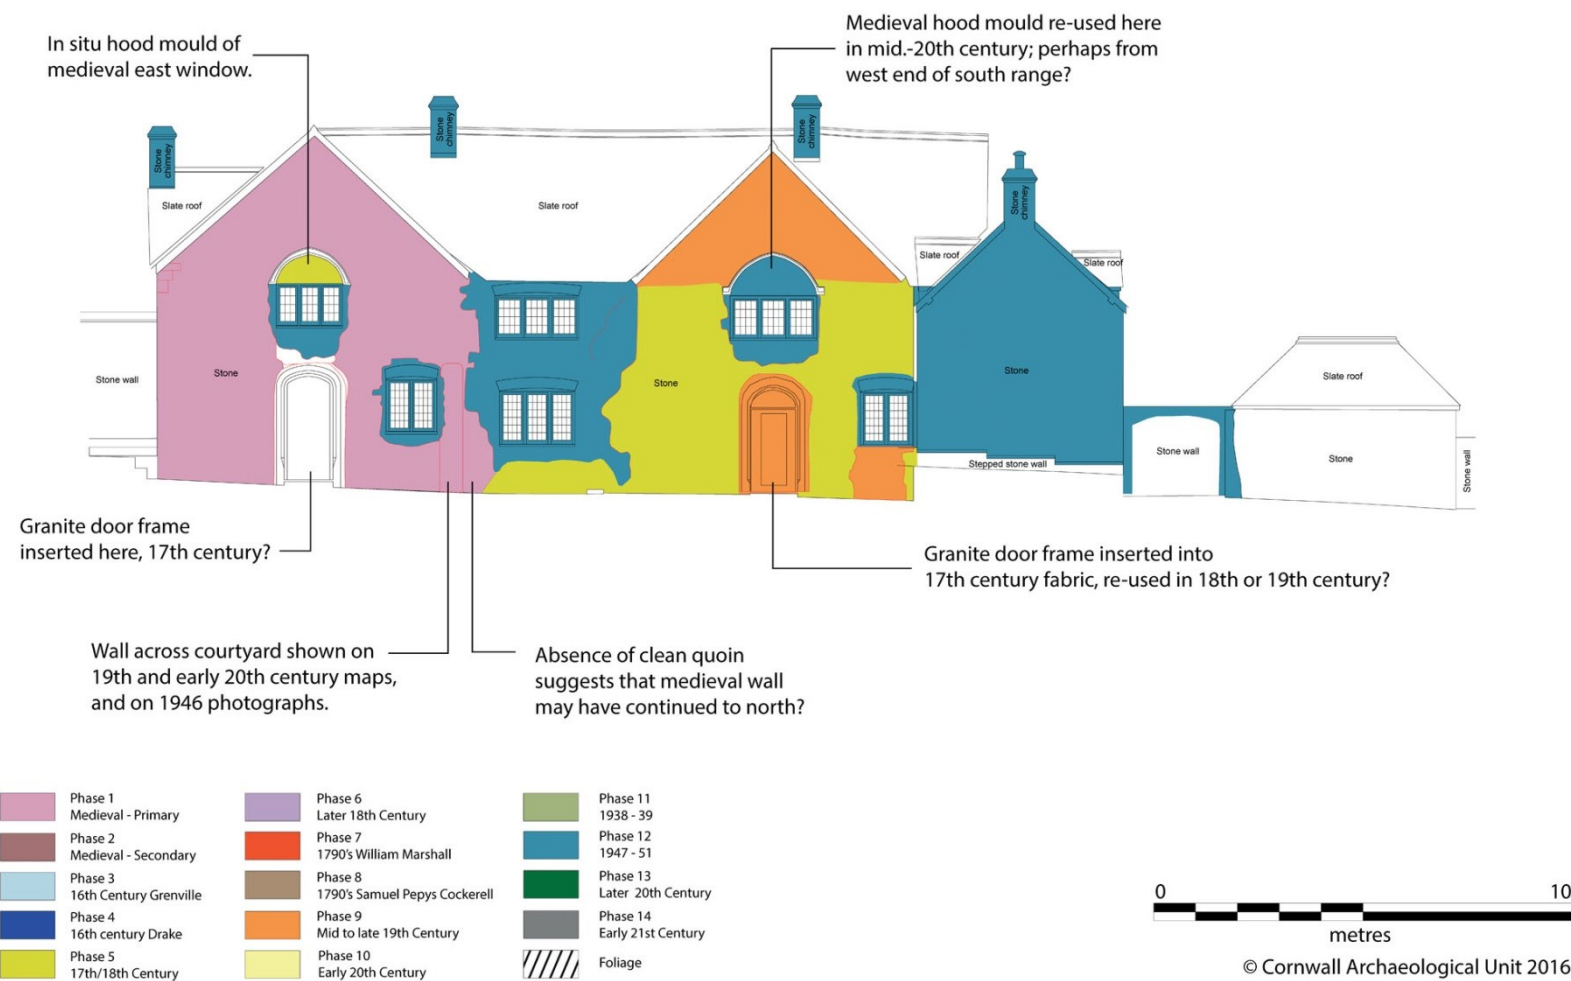 In situ hood mould of
medieval east window.
Medieval hood mould re-used here
in mid.-20th century; perhaps from
west end of south range?
Stone
chimney
Stone
chimney
Stone
chimney
Stone
chimney
Slate roof
Slate roof
Slate roof
Slate roof
Slate roof
Stone wall
Stone
Stone
Stone
Stepped stone wall
Stone wall
Stone
Stone wall
Granite door frame
inserted here, 17th century?
Granite door frame inserted into
17th century fabric, re-used in 18th or 19th century?
Wall across courtyard shown on
19th and early 20th century maps,
and on 1946 photographs.
Absence of clean quoin
suggests that medieval wall
may have continued to north?
Phase 1
Medieval - Primary
Phase 2
Medieval - Secondary
Phase 3
16th Century Grenville
Phase 4
16th century Drake
Phase 5
17th/18th Century
Phase 6
Later 18th Century
Phase 7
1790's William Marshall
Phase 8
1790's Samuel Pepys Cockerell
Phase 9
Mid to late 19th Century
Phase 10
Early 20th Century
Phase 11
1938 - 39
Phase 12
1947 - 51
Phase 13
Later 20th Century
Phase 14
Early 21st Century
Foliage
0 10
metres
© Cornwall Archaeological Unit 2016